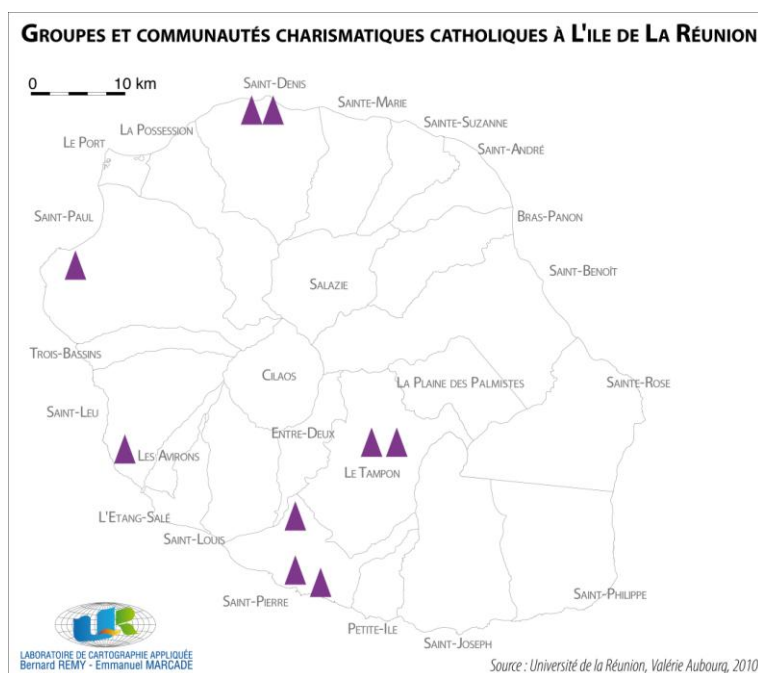 Groupes et communautés charismatiques catholiques à l'Ile de La Réunion
0 10 km
Saint-Denis
Sainte-Marie
La Possession
Sainte-Suzanne
Le Port
Saint-André
Saint-Paul
Bras-Panon
Saint-Benoît
Salazie
Trois-Bassins
Cilaos
La Plaine des Palmistes
Sainte-Rose
Saint-Leu
Entre-Deux
Les Avirons
Le Tampon
L'Etang-Salé
Saint-Louis
Saint-Philippe
Saint-Pierre
Petite-Ile
Saint-Joseph
UR
LABORATOIRE DE CARTOGRAPHIE APPLIQUÉE
Bernard REMY - Emmanuel MARCADE
Source : Université de la Réunion, Valérie Aubourg, 2010